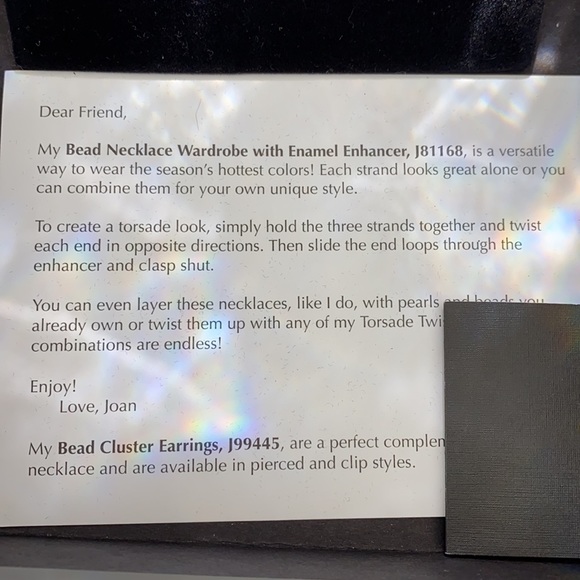 Dear Friend,
My Bead Necklace Wardrobe with Enamel Enhancer, J81168, is a versatile
way to wear the season's hottest colors! Each strand looks great alone or you
can combine them for your own unique style.
To create a torsade look, simply hold the three strands together and twist
each end in opposite directions. Then slide the end loops through the
enhancer and clasp shut.
You can even layer these necklaces, like I do, with pearls and beads you
already own or twist them up with any of my Torsade
combinations are endless!
Enjoy!
Love, Joan
My Bead Cluster Earrings, J99445, are a perfect
necklace and are available in pierced and clip styles.